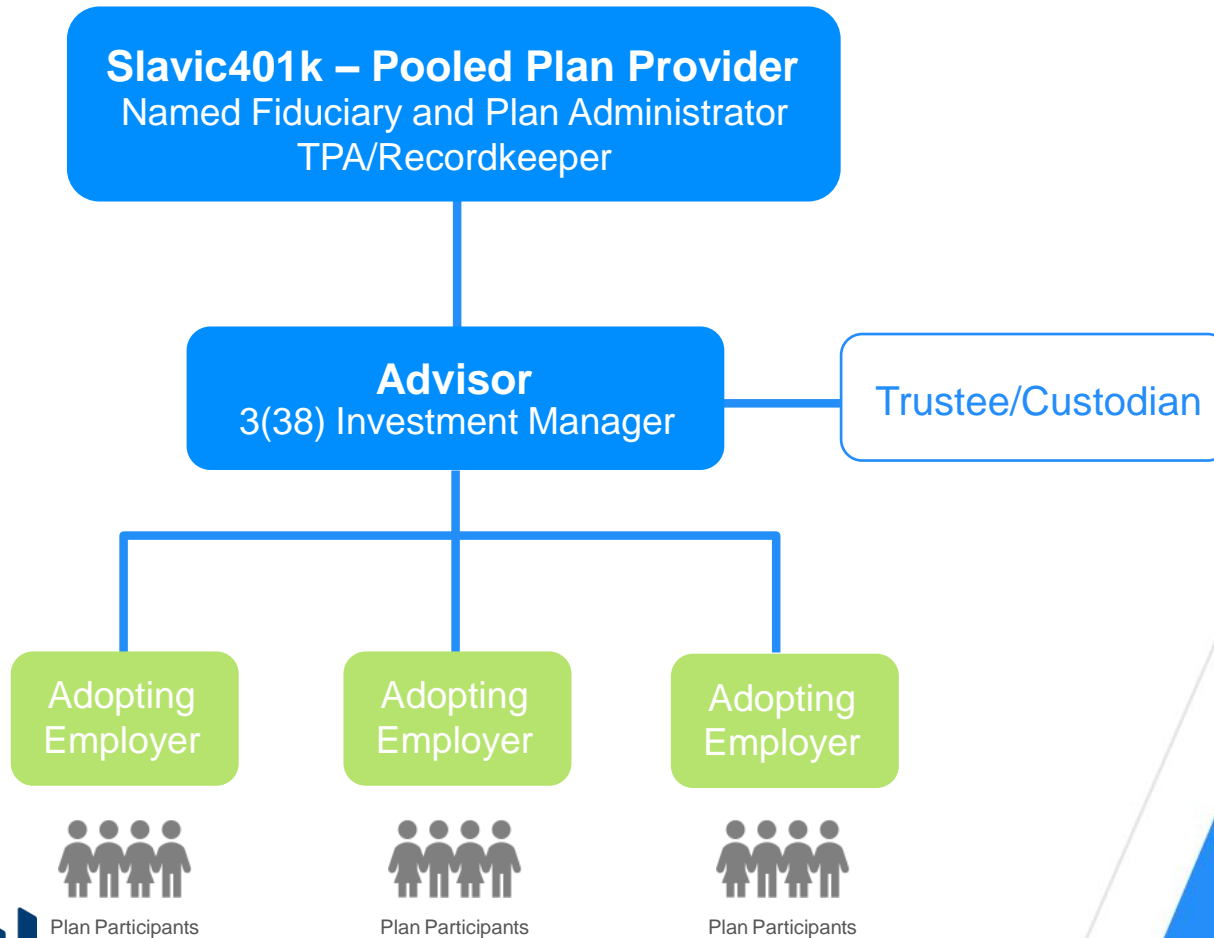 Slavic401k – Pooled Plan Provider
Named Fiduciary and Plan Administrator
TPA/Recordkeeper
Advisor
3(38) Investment Manager
Trustee/Custodian
Adopting
Employer
Adopting
Employer
Adopting
Employer
Plan Participants
Plan Participants
Plan Participants